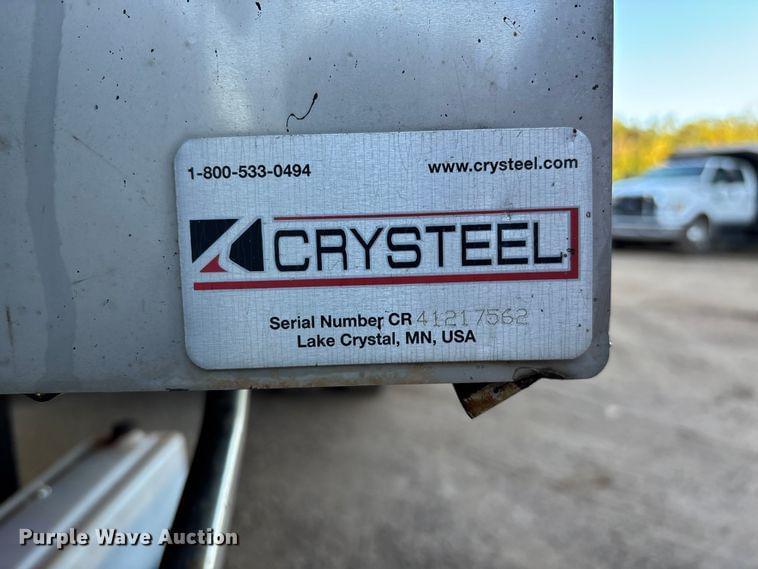 1-800-533-0494 www.crysteel.com
CRYSTEEL
Serial Number CR 41217562
Lake Crystal, MN, USA
Purple Wave Auction